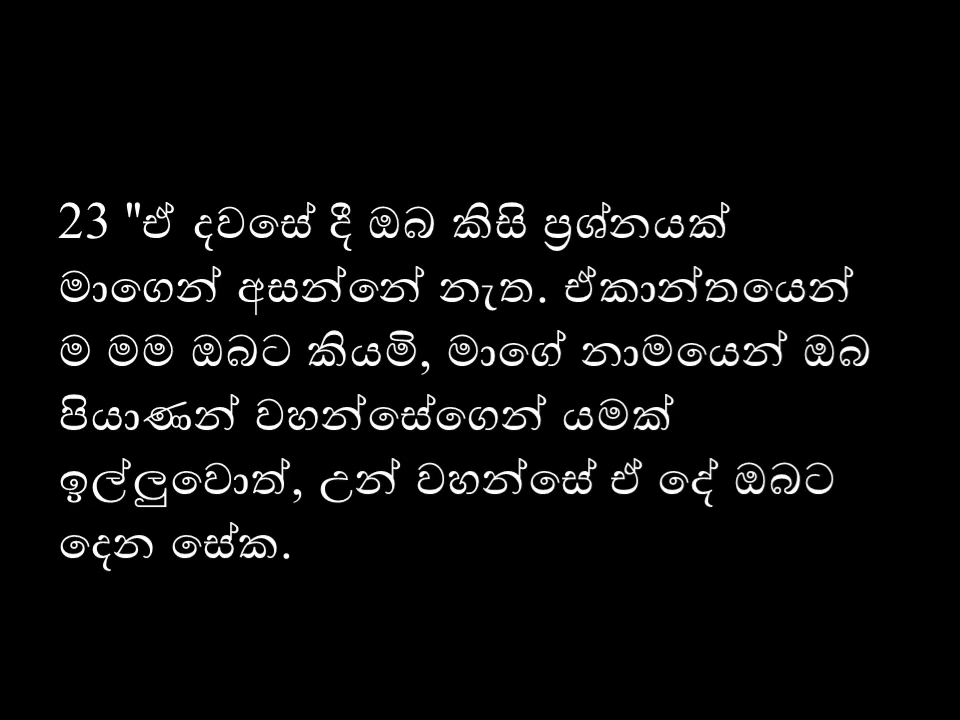 23 "ඒ දවසේ දී ඔබ කිසි ප්‍රශ්නයක්
මාගෙන් අසන්නේ නැත. ඒකාන්තයෙන්
ම මම ඔබට කියමි, මාගේ නාමයෙන් ඔබ
පියාණන් වහන්සේගෙන් යමක්
ඉල්ලුවොත්, උන් වහන්සේ ඒ දේ ඔබට
දෙන සේක.